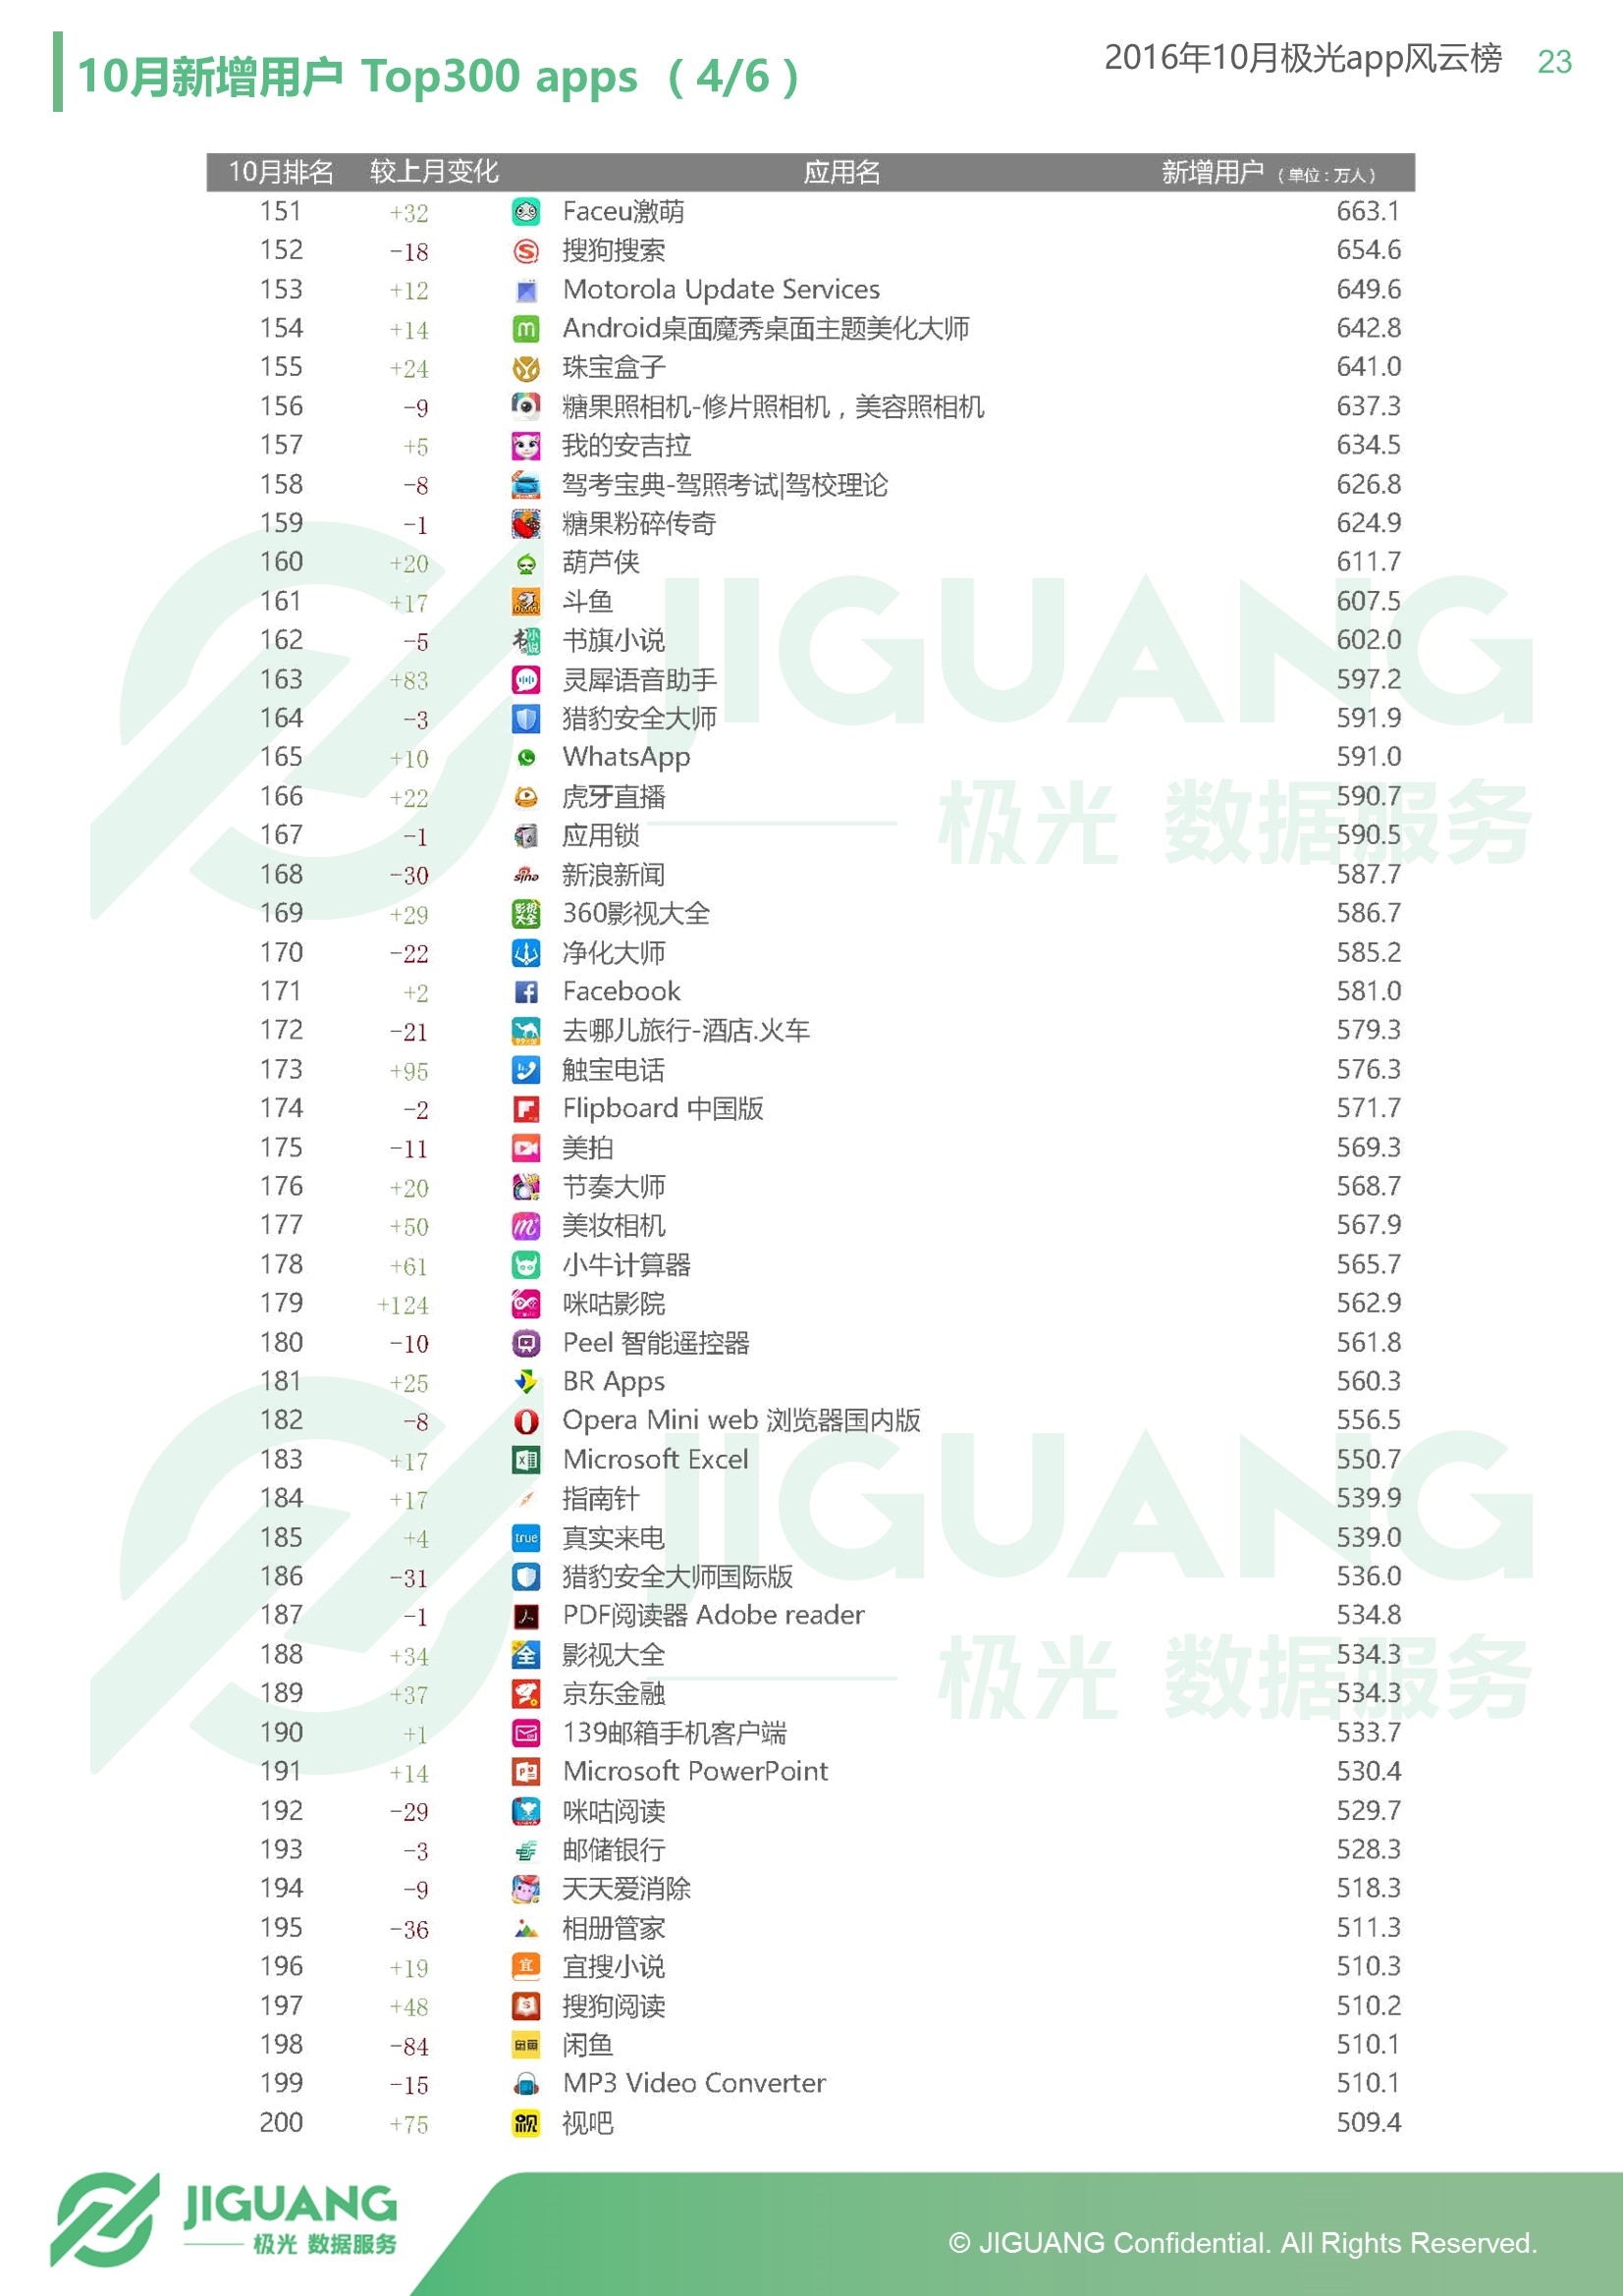 10月新增用户 Top300 apps （4/6）
2016年10月极光app风云榜 23
10月排名 较上月变化 应用名 新增用户（单位：万人）
151 +32 Faceu激萌 663.1
152 -18 搜狗搜索 654.6
153 +12 Motorola Update Services 649.6
154 +14 Android桌面魔秀桌面主题美化大师 642.8
155 +24 珠宝盒子 641.0
156 -9 糖果照相机-修片照相机，美容照相机 637.3
157 +5 我的安吉拉 634.5
158 -8 驾考宝典-驾照考试|驾校理论 626.8
159 -1 糖果粉碎传奇 624.9
160 +20 葫芦侠 611.7
161 +17 斗鱼 607.5
162 -5 书旗小说 602.0
163 +83 灵犀语音助手 597.2
164 -3 猎豹安全大师 591.9
165 +10 WhatsApp 591.0
166 +22 虎牙直播 590.7
167 -1 应用锁 590.5
168 -30 新浪新闻 587.7
169 +29 360影视大全 586.7
170 -22 净化大师 585.2
171 +2 Facebook 581.0
172 -21 去哪儿旅行-酒店.火车 579.3
173 +95 触宝电话 576.3
174 -2 Flipboard 中国版 571.7
175 -11 美拍 569.3
176 +20 节奏大师 568.7
177 +50 美妆相机 567.9
178 +61 小牛计算器 565.7
179 +124 咪咕影院 562.9
180 -10 Peel 智能遥控器 561.8
181 +25 BR Apps 560.3
182 -8 Opera Mini web 浏览器国内版 556.5
183 +17 Microsoft Excel 550.7
184 +17 指南针 539.9
185 +4 真实来电 539.0
186 -31 猎豹安全大师国际版 536.0
187 -1 PDF阅读器 Adobe reader 534.8
188 +34 影视大全 534.3
189 +37 京东金融 534.3
190 +1 139邮箱手机客户端 533.7
191 +14 Microsoft PowerPoint 530.4
192 -29 咪咕阅读 529.7
193 -3 邮储银行 528.3
194 -9 天天爱消除 518.3
195 -36 相册管家 511.3
196 +19 宜搜小说 510.3
197 +48 搜狗阅读 510.2
198 -84 闲鱼 510.1
199 -15 MP3 Video Converter 510.1
200 +75 视吧 509.4
JIGUANG
极光 数据服务
JIGUANG
极光 数据服务
JIGUANG
极光 数据服务
© JIGUANG Confidential. All Rights Reserved.